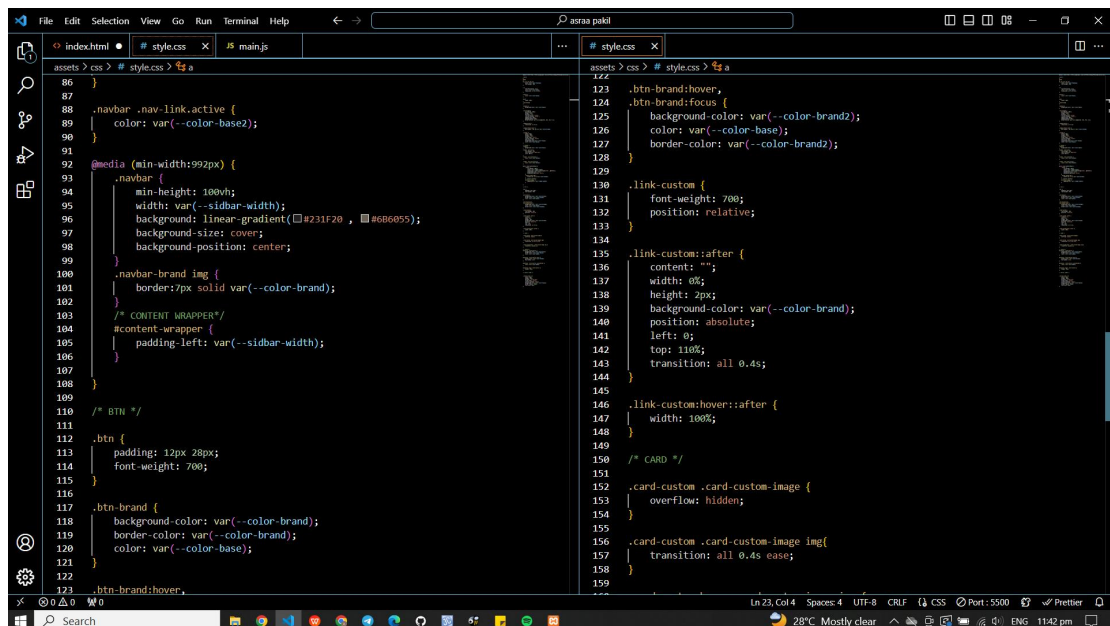 File Edit Selection View Go Run Terminal Help
asraa pakil
index.html
# style.css
JS main.js
# style.css
assets > css > # style.css > a
86 }
87
88 .navbar .nav-link.active {
89 color: var(--color-base2);
90 }
91
92 @media (min-width:992px) {
93 .navbar {
94 min-height: 100vh;
95 width: var(--sidbar-width);
96 background: linear-gradient(#231F20 , #6B6055);
97 background-size: cover;
98 background-position: center;
99 }
100 .navbar-brand img {
101 border:7px solid var(--color-brand);
102 }
103 /* CONTENT WRAPPER*/
104 #content-wrapper {
105 padding-left: var(--sidbar-width);
106 }
107
108 }
109
110 /* BTN */
111
112 .btn {
113 padding: 12px 28px;
114 font-weight: 700;
115 }
116
117 .btn-brand {
118 background-color: var(--color-brand);
119 border-color: var(--color-brand);
120 color: var(--color-base);
121 }
122
123 .btn-brand:hover,
assets > css > # style.css > a
122
123 .btn-brand:hover,
124 .btn-brand:focus {
125 background-color: var(--color-brand2);
126 color: var(--color-base);
127 border-color: var(--color-brand2);
128 }
129
130 .link-custom {
131 font-weight: 700;
132 position: relative;
133 }
134
135 .link-custom::after {
136 content: "";
137 width: 0%;
138 height: 2px;
139 background-color: var(--color-brand);
140 position: absolute;
141 left: 0;
142 top: 110%;
143 transition: all 0.4s;
144 }
145
146 .link-custom:hover::after {
147 width: 100%;
148 }
149
150 /* CARD */
151
152 .card-custom .card-custom-image {
153 overflow: hidden;
154 }
155
156 .card-custom .card-custom-image img{
157 transition: all 0.4s ease;
158 }
159
0 0 0
Ln 23, Col 4 Spaces: 4 UTF-8 CRLF CSS Port : 5500 Prettier
Search
28°C Mostly clear ENG 11:42 pm